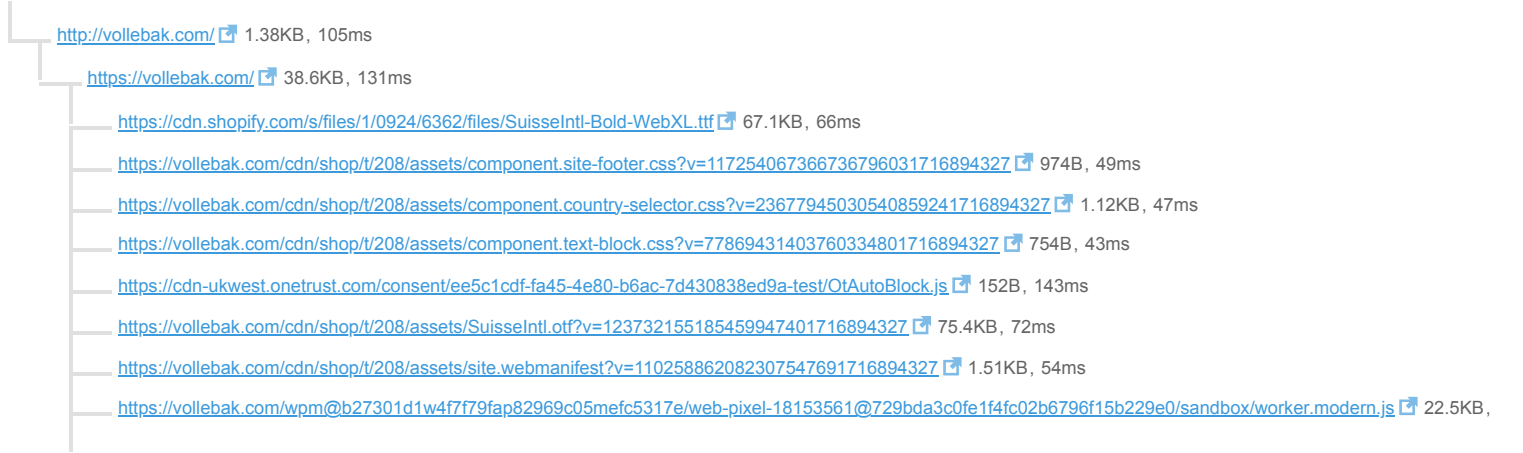 http://vollebak.com/ 1.38KB, 105ms
https://vollebak.com/ 38.6KB, 131ms
https://cdn.shopify.com/s/files/1/0924/6362/files/SuisseIntl-Bold-WebXL.ttf 67.1KB, 66ms
https://vollebak.com/cdn/shop/t/208/assets/component.site-footer.css?v=117254067366736796031716894327 974B, 49ms
https://vollebak.com/cdn/shop/t/208/assets/component.country-selector.css?v=23677945030540859241716894327 1.12KB, 47ms
https://vollebak.com/cdn/shop/t/208/assets/component.text-block.css?v=77869431403760334801716894327 754B, 43ms
https://cdn-ukwest.onetrust.com/consent/ee5c1cdf-fa45-4e80-b6ac-7d430838ed9a-test/OtAutoBlock.js 152B, 143ms
https://vollebak.com/cdn/shop/t/208/assets/SuisseIntl.otf?v=123732155185459947401716894327 75.4KB, 72ms
https://vollebak.com/cdn/shop/t/208/assets/site.webmanifest?v=110258862082307547691716894327 1.51KB, 54ms
https://vollebak.com/wpm@b27301d1w4f7f79fap82969c05mefc5317e/web-pixel-18153561@729bda3c0fe1f4fc02b6796f15b229e0/sandbox/worker.modern.js 22.5KB,